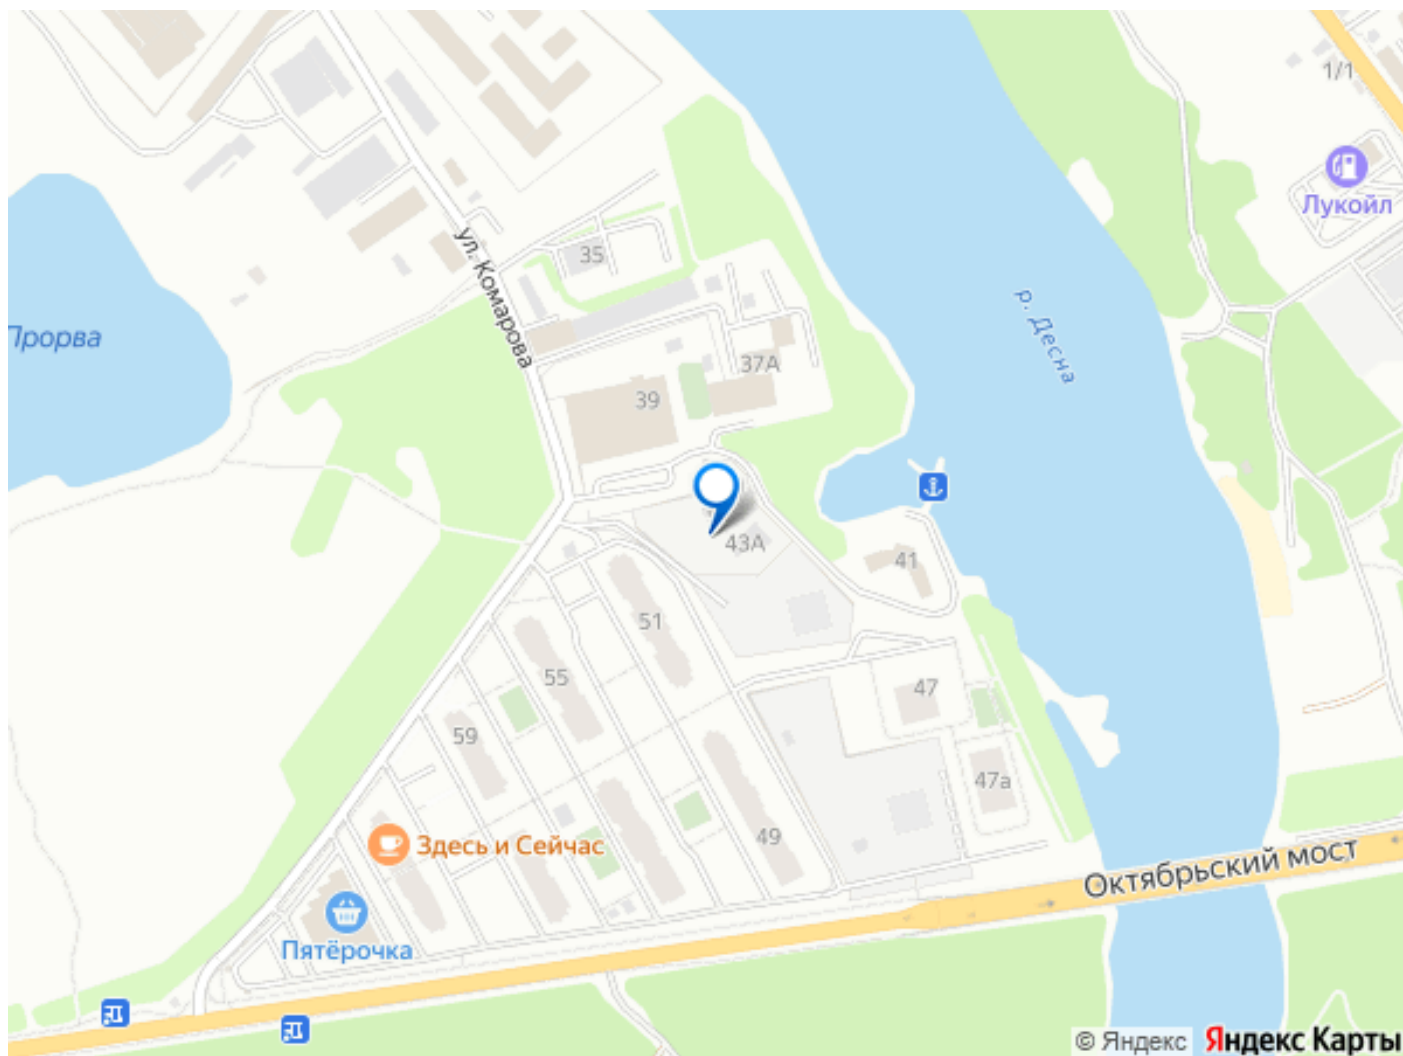 1/1
Лукойл
ул. Комарова
35
р. Десна
Прорва
37А
39
43А
41
51
55
47
59
47а
49
Здесь и Сейчас
Октябрьский мост
Пятёрочка
© Яндекс Яндекс Карты